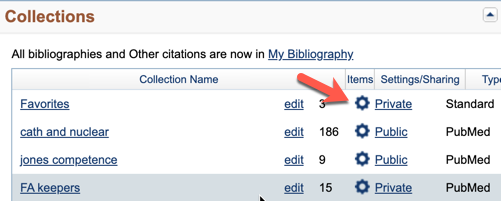 Collections
All bibliographies and Other citations are now in My Bibliography
Collection Name Items Settings/Sharing Type
Favorites edit 3 Private Standard
cath and nuclear edit 186 Public PubMed
jones competence edit 9 Public PubMed
FA keepers edit 15 Private PubMed